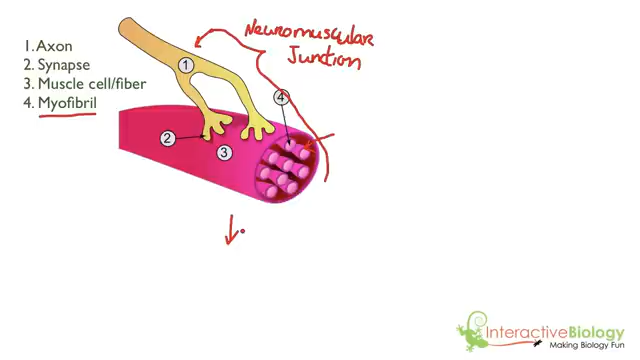 Neuromuscular
Junction
1. Axon
2. Synapse
3. Muscle cell/fiber
4. Myofibril
1
4
2
3
InteractiveBiology
Making Biology Fun